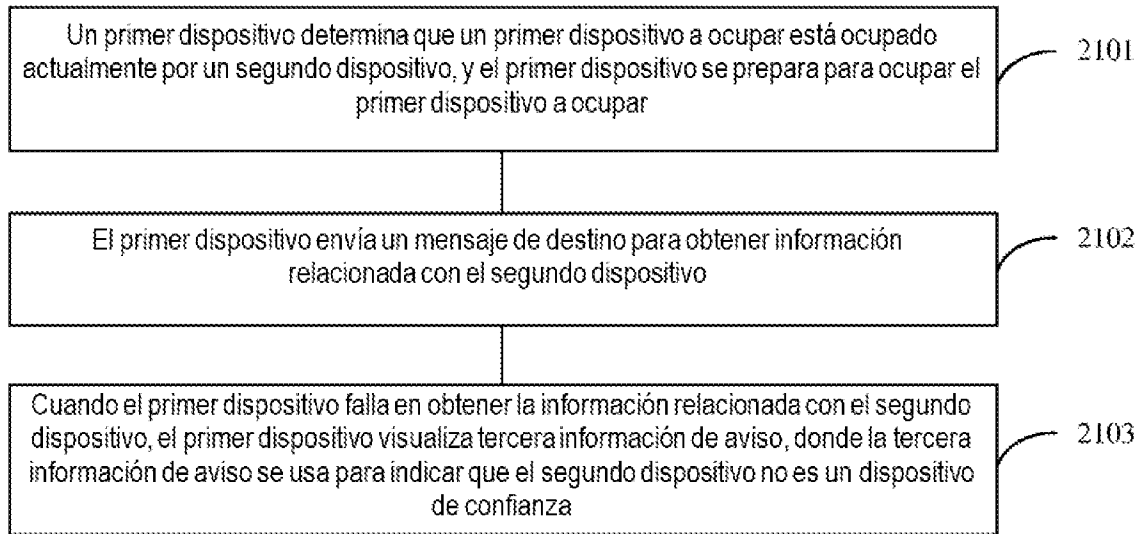 Un primer dispositivo determina que un primer dispositivo a ocupar está ocupado
actualmente por un segundo dispositivo, y el primer dispositivo se prepara para ocupar el
primer dispositivo a ocupar
2101
El primer dispositivo envía un mensaje de destino para obtener información
relacionada con el segundo dispositivo
2102
Cuando el primer dispositivo falla en obtener la información relacionada con el segundo
dispositivo, el primer dispositivo visualiza tercera información de aviso, donde la tercera
información de aviso se usa para indicar que el segundo dispositivo no es un dispositivo
de confianza
2103